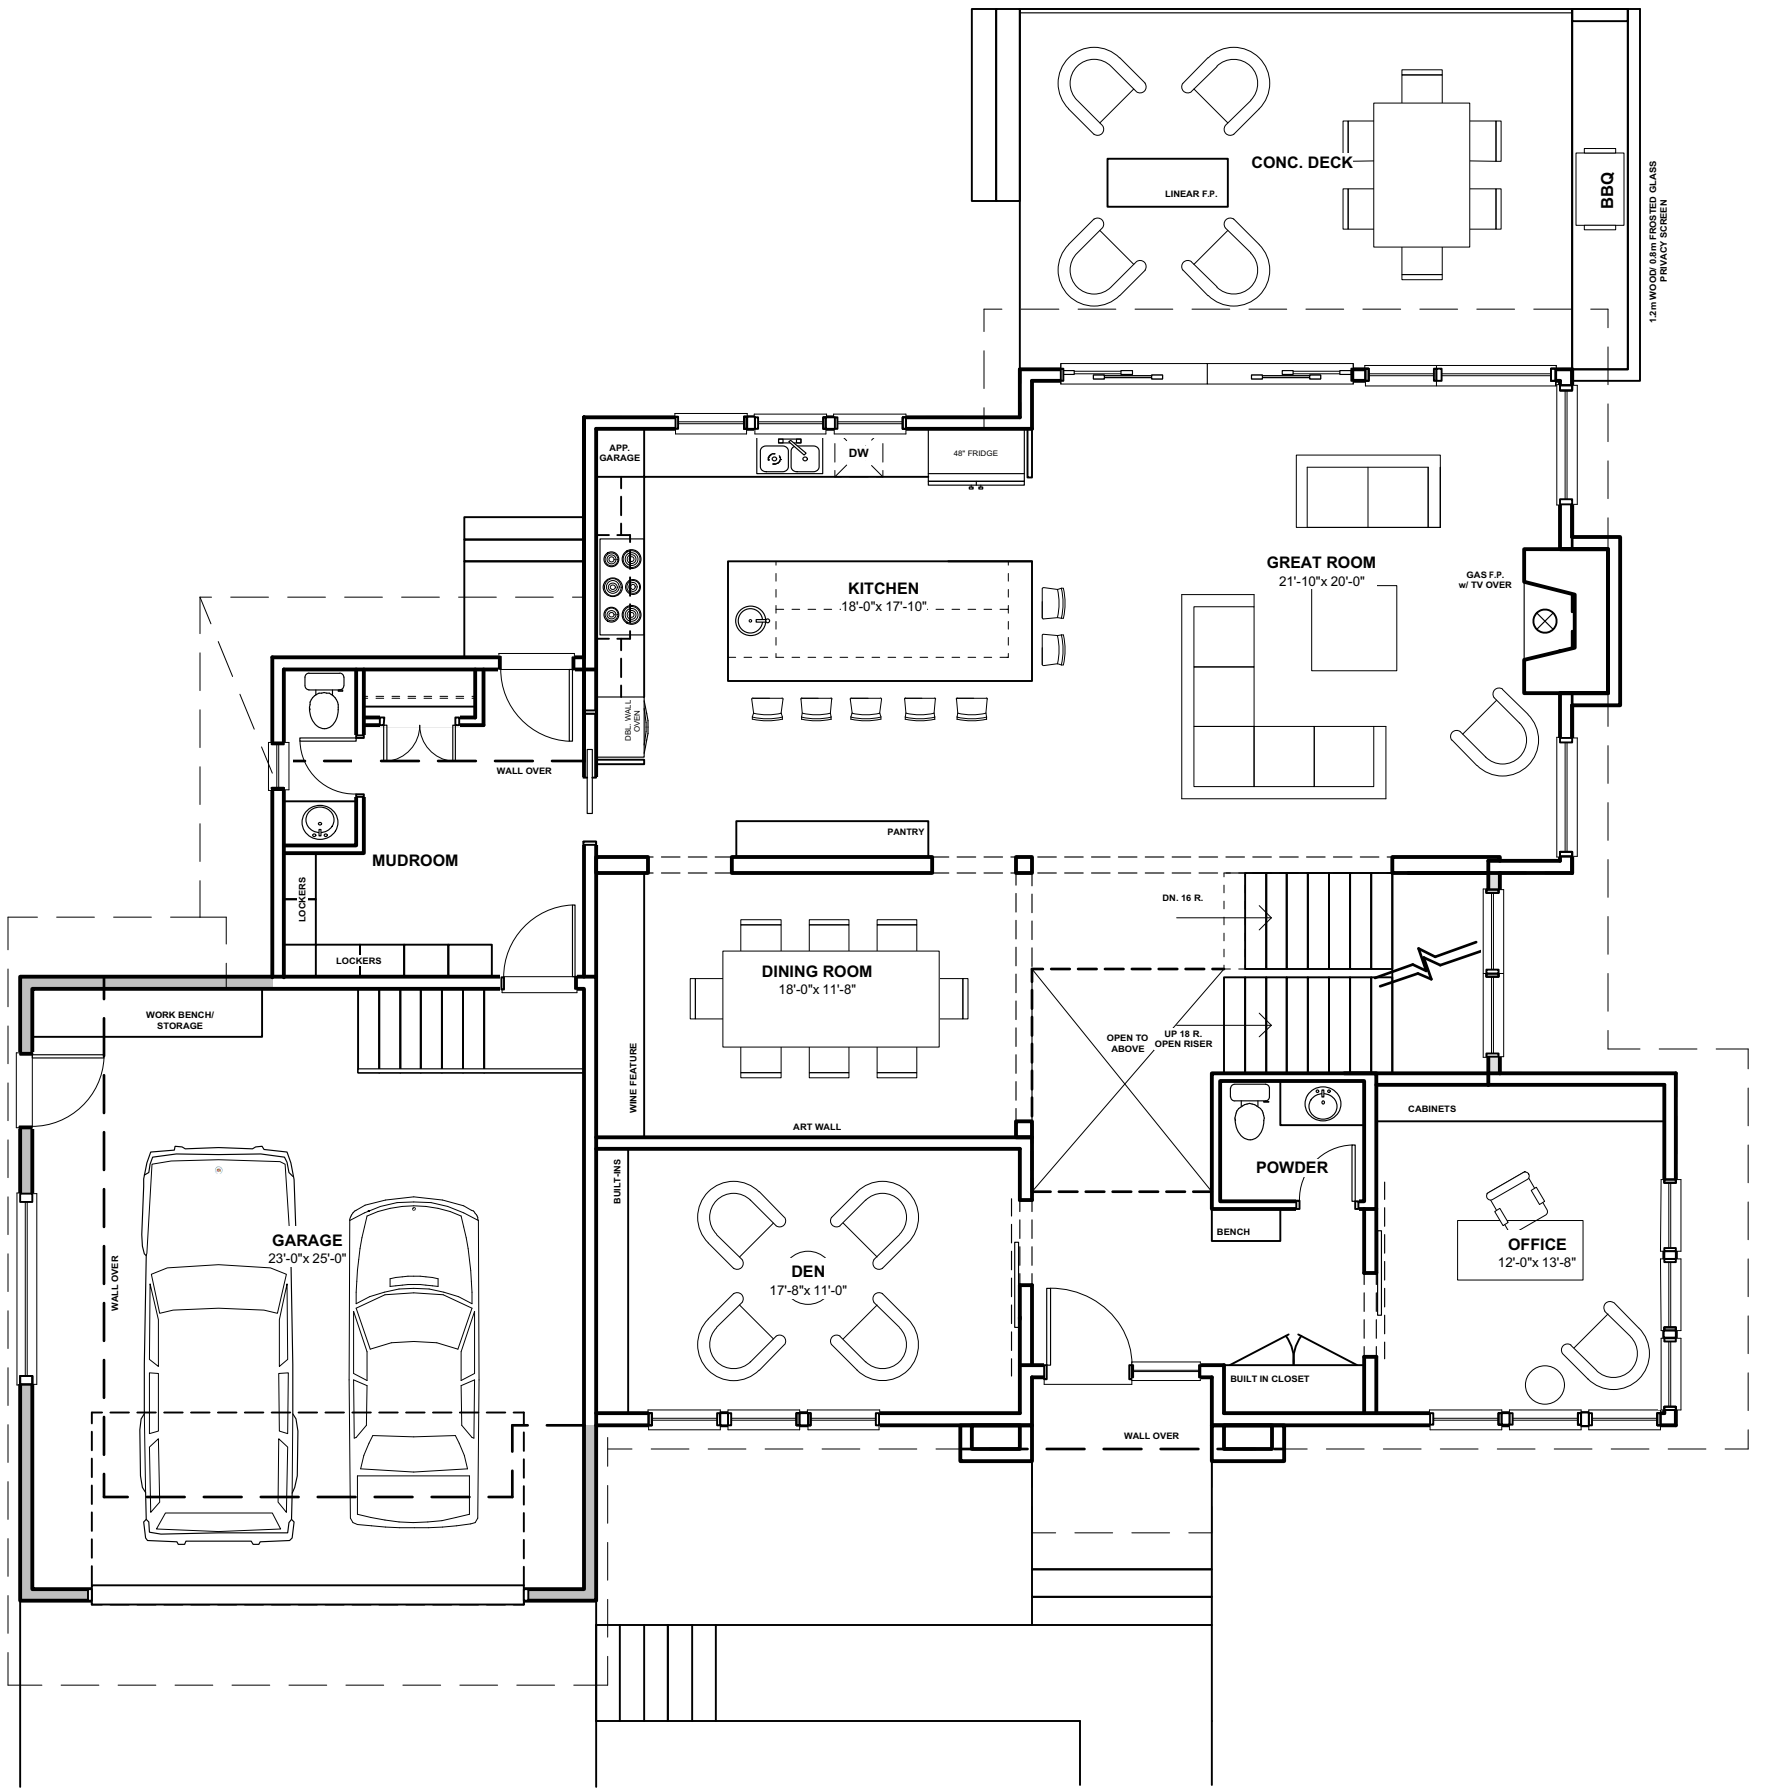 CONC. DECK
LINEAR F.P.
BBQ
1.2m WOOD/ 0.8m FROSTED GLASS
PRIVACY SCREEN
APP.
GARAGE
DW
48" FRIDGE
GREAT ROOM
21'-10"x 20'-0"
GAS F.P.
w/ TV OVER
KITCHEN
18'-0"x 17'-10"
DBL. WALL
OVEN
WALL OVER
PANTRY
MUDROOM
LOCKERS
LOCKERS
DN. 16 R.
DINING ROOM
18'-0"x 11'-8"
WORK BENCH/
STORAGE
OPEN TO
ABOVE
UP 18 R.
OPEN RISER
WINE FEATURE
CABINETS
ART WALL
BUILT-INS
POWDER
BENCH
GARAGE
23'-0"x 25'-0"
WALL OVER
DEN
17'-8"x 11'-0"
OFFICE
12'-0"x 13'-8"
BUILT IN CLOSET
WALL OVER